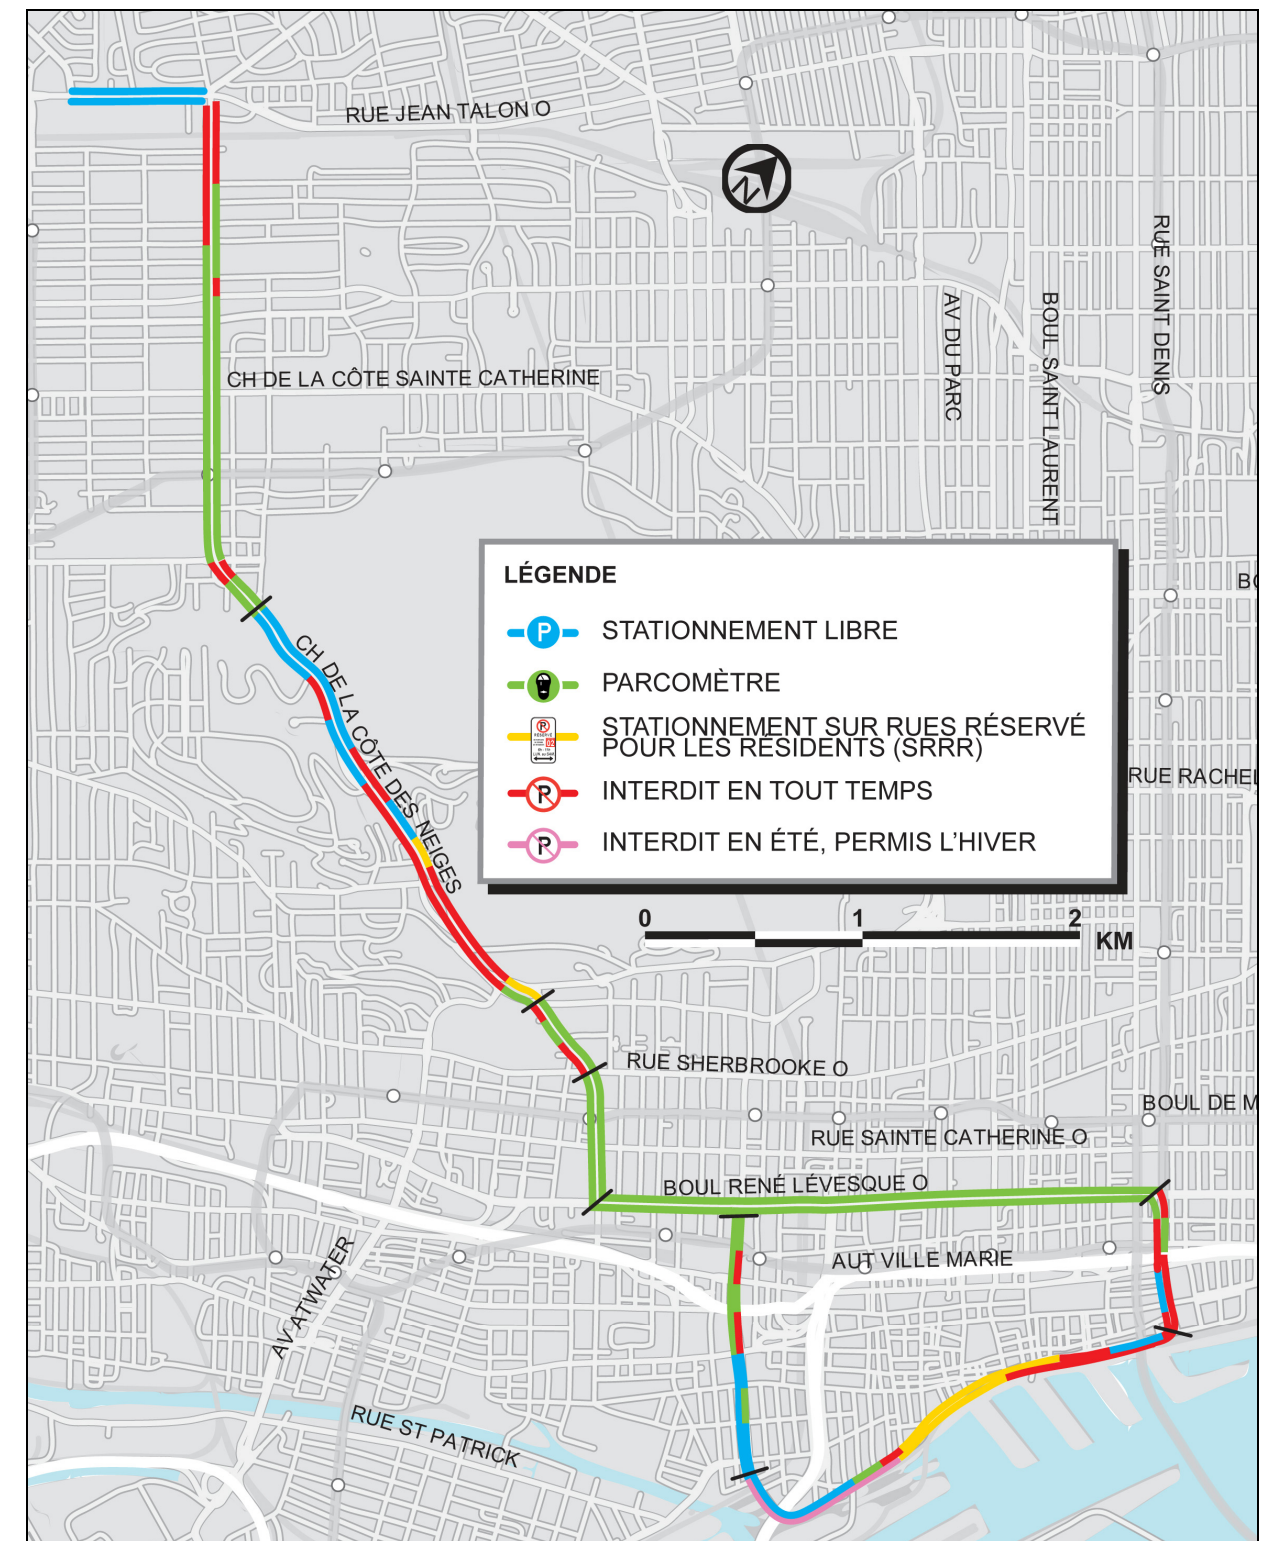 RUE JEAN TALON O
N
RUE SAINT DENIS
AV DU PARC
BOUL SAINT LAURENT
CH DE LA CÔTE SAINTE CATHERINE
LÉGENDE
P STATIONNEMENT LIBRE
PARCOMÈTRE
STATIONNEMENT SUR RUES RÉSERVÉ
POUR LES RÉSIDENTS (SRRR)
P INTERDIT EN TOUT TEMPS
P INTERDIT EN ÉTÉ, PERMIS L'HIVER
BO
CH DE LA CÔTE DES NEIGES
RUE RACHEL
0 1 2
KM
RUE SHERBROOKE O
BOUL DE M
RUE SAINTE CATHERINE O
BOUL RENÉ LÉVESQUE O
AUT VILLE MARIE
AV ATWATER
RUE ST PATRICK